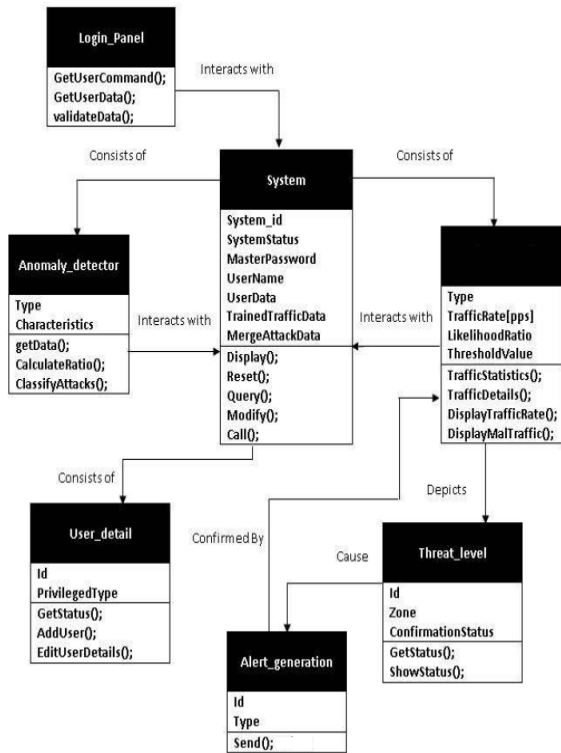 Login_Panel
GetUserCommand();
GetUserData();
validateData();
Interacts with
Consists of
Consists of
System
System_id
SystemStatus
MasterPassword
UserName
UserData
TrainedTrafficData
MergeAttackData
Display();
Reset();
Query();
Modify();
Call();
Anomaly_detector
Type
Characteristics
getData();
CalculateRatio();
ClassifyAttacks();
Interacts with
Interacts with
Type
TrafficRate[pps]
LikelihoodRatio
ThresholdValue
TrafficStatistics();
TrafficDetails();
DisplayTrafficRate();
DisplayMalTraffic();
Consists of
Confirmed By
Depicts
Cause
User_detail
Id
PrivilegedType
GetStatus();
AddUser();
EditUserDetails();
Threat_level
Id
Zone
ConfirmationStatus
GetStatus();
ShowStatus();
Alert_generation
Id
Type
Send();